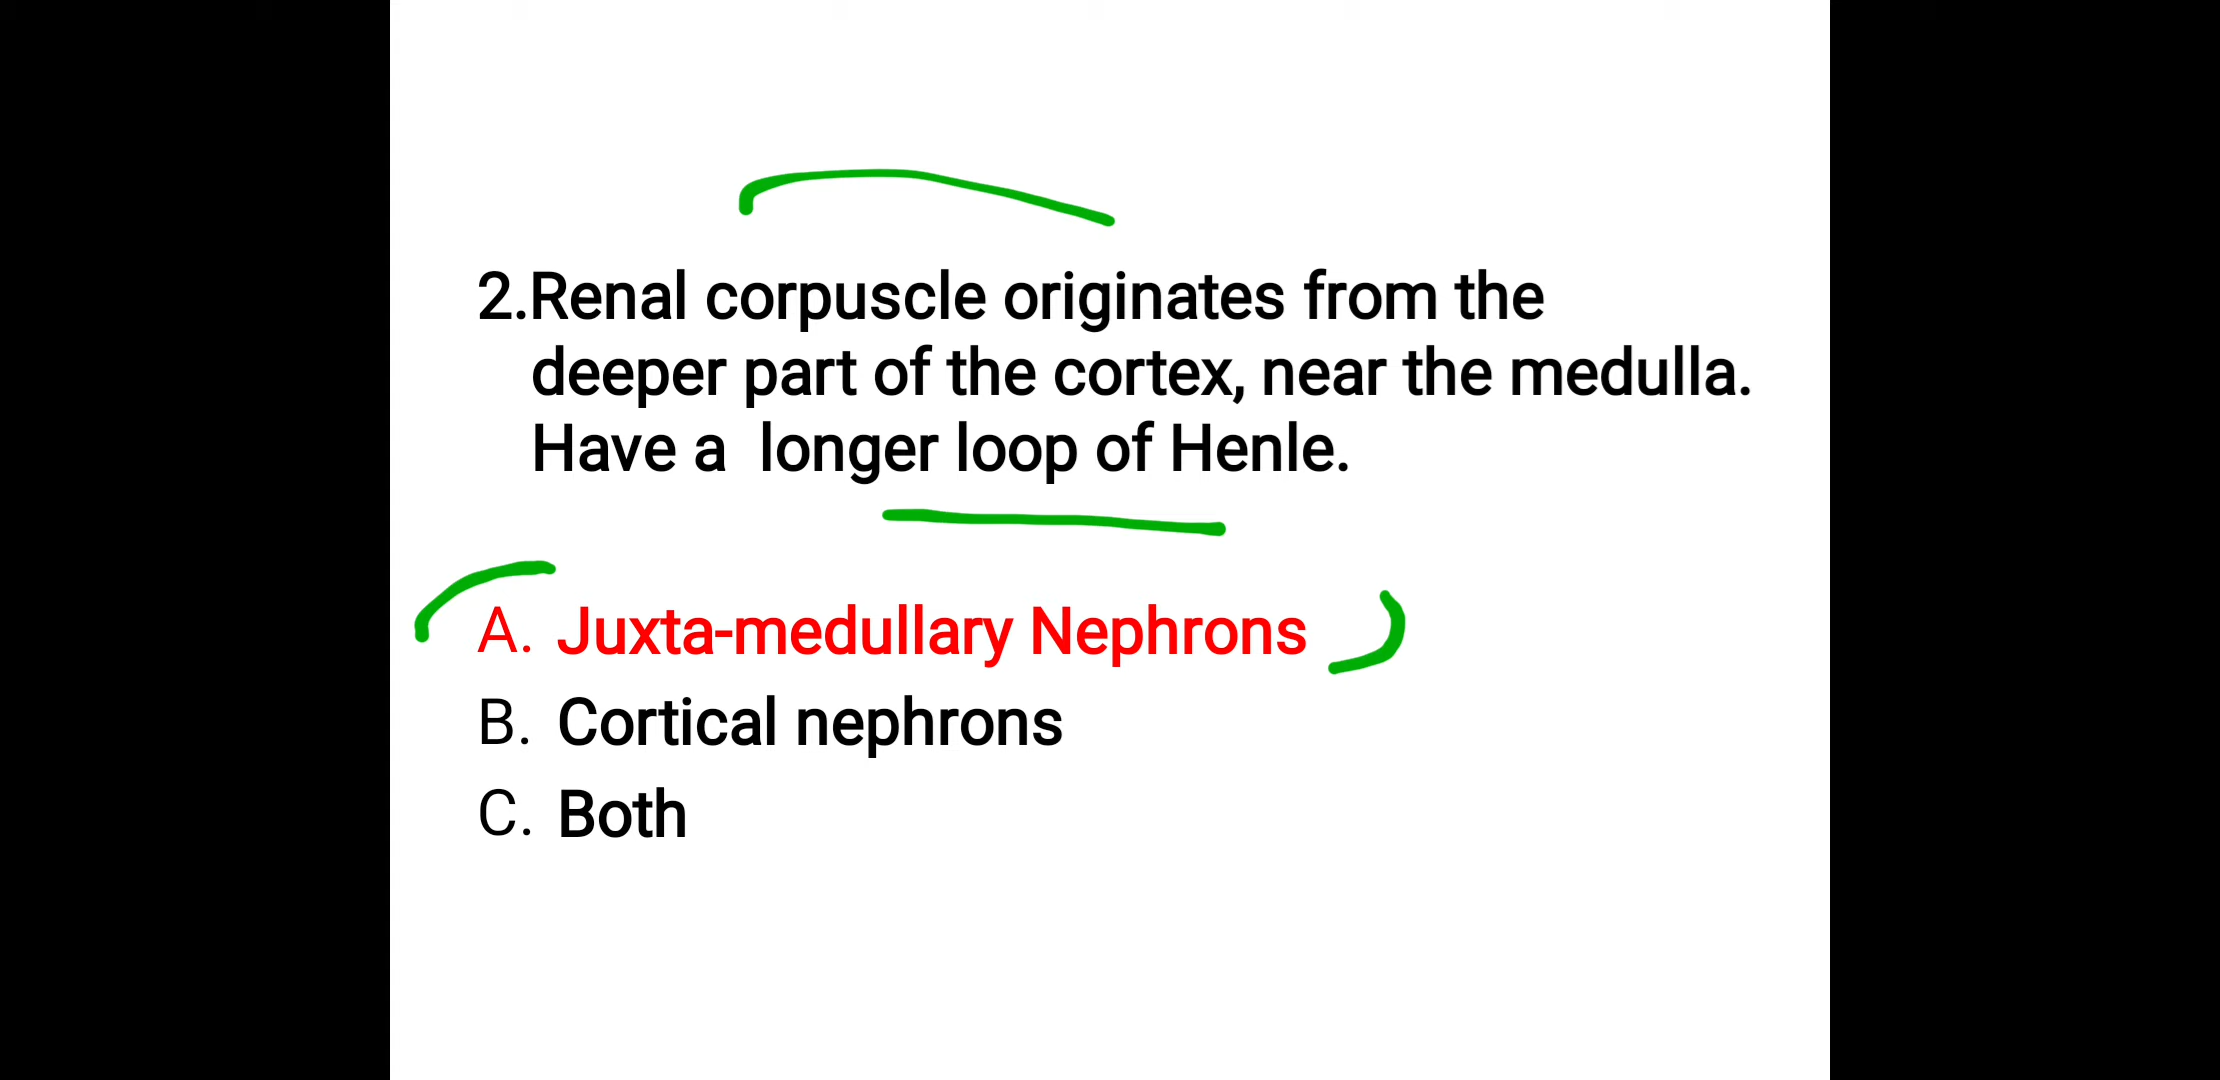 2.Renal corpuscle originates from the
deeper part of the cortex, near the medulla.
Have a longer loop of Henle.
A. Juxta-medullary Nephrons
B. Cortical nephrons
C. Both